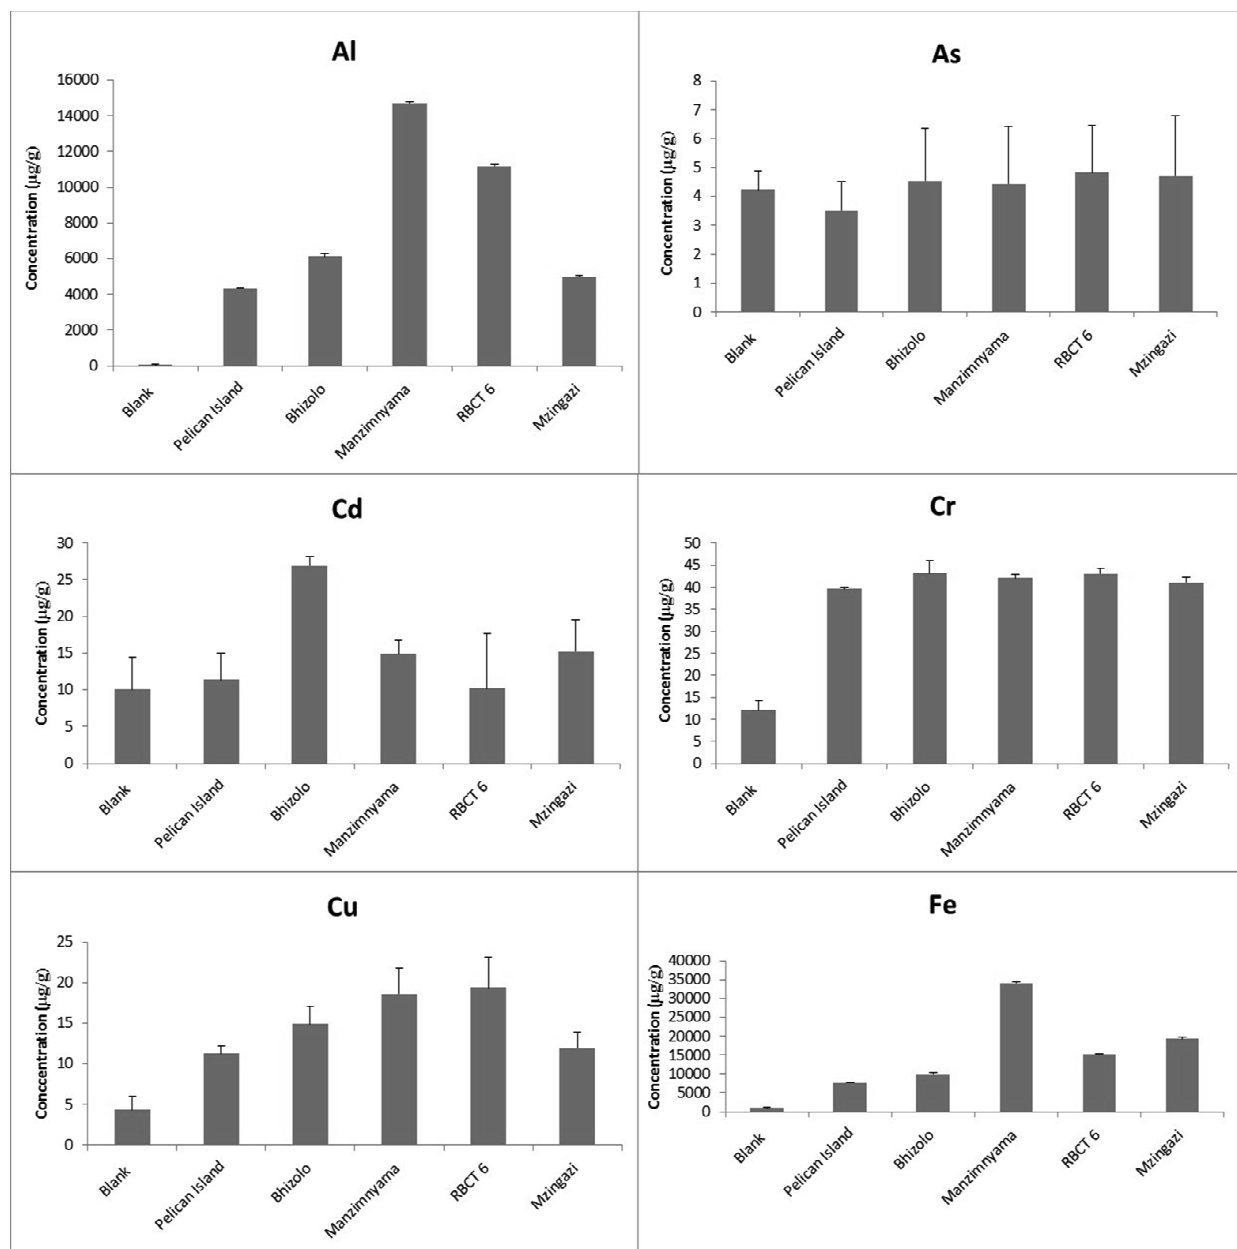 Al
Concentration (µg/g)
16000
14000
12000
10000
8000
6000
4000
2000
0
Blank
Pelican Island
Bhizolo
Manzimnyama
RBCT 6
Mzingazi
As
Concentration (µg/g)
8
7
6
5
4
3
2
1
0
Blank
Pelican Island
Bhizolo
Manzimnyama
RBCT 6
Mzingazi
Cd
Concentration (µg/g)
30
25
20
15
10
5
0
Blank
Pelican Island
Bhizolo
Manzimnyama
RBCT 6
Mzingazi
Cr
Concentration (µg/g)
50
45
40
35
30
25
20
15
10
5
0
Blank
Pelican Island
Bhizolo
Manzimnyama
RBCT 6
Mzingazi
Cu
Conccentration (µg/g)
25
20
15
10
5
0
Blank
Pelican Island
Bhizolo
Manzimnyama
RBCT 6
Mzingazi
Fe
Concentration (µg/g)
40000
35000
30000
25000
20000
15000
10000
5000
0
Blank
Pelican Island
Bhizolo
Manzimnyama
RBCT 6
Mzingazi